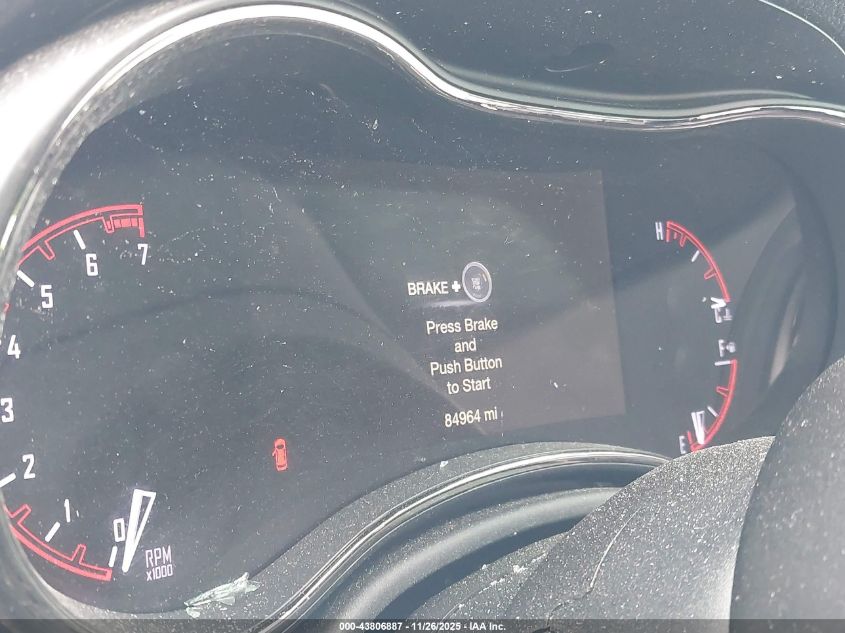 7
6
5
4
3
2
1
0
RPM
x1000
BRAKE +
Press Brake
and
Push Button
to Start
84964 mi
H
C
F
E
000-43806887 - 11/26/2025 - IAA Inc.